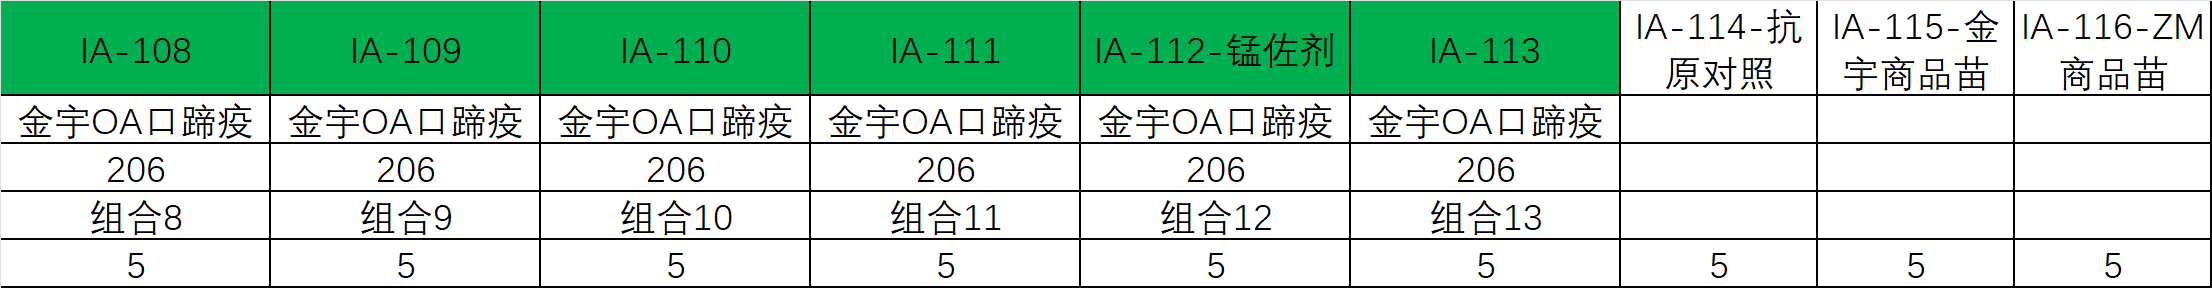 IA-108 IA-109 IA-110 IA-111 IA-112-锰佐剂 IA-113 IA-114-抗原对照 IA-115-金宇商品苗 IA-116-ZM商品苗
金宇OA口蹄疫 金宇OA口蹄疫 金宇OA口蹄疫 金宇OA口蹄疫 金宇OA口蹄疫 金宇OA口蹄疫
206 206 206 206 206 206
组合8 组合9 组合10 组合11 组合12 组合13
5 5 5 5 5 5 5 5 5